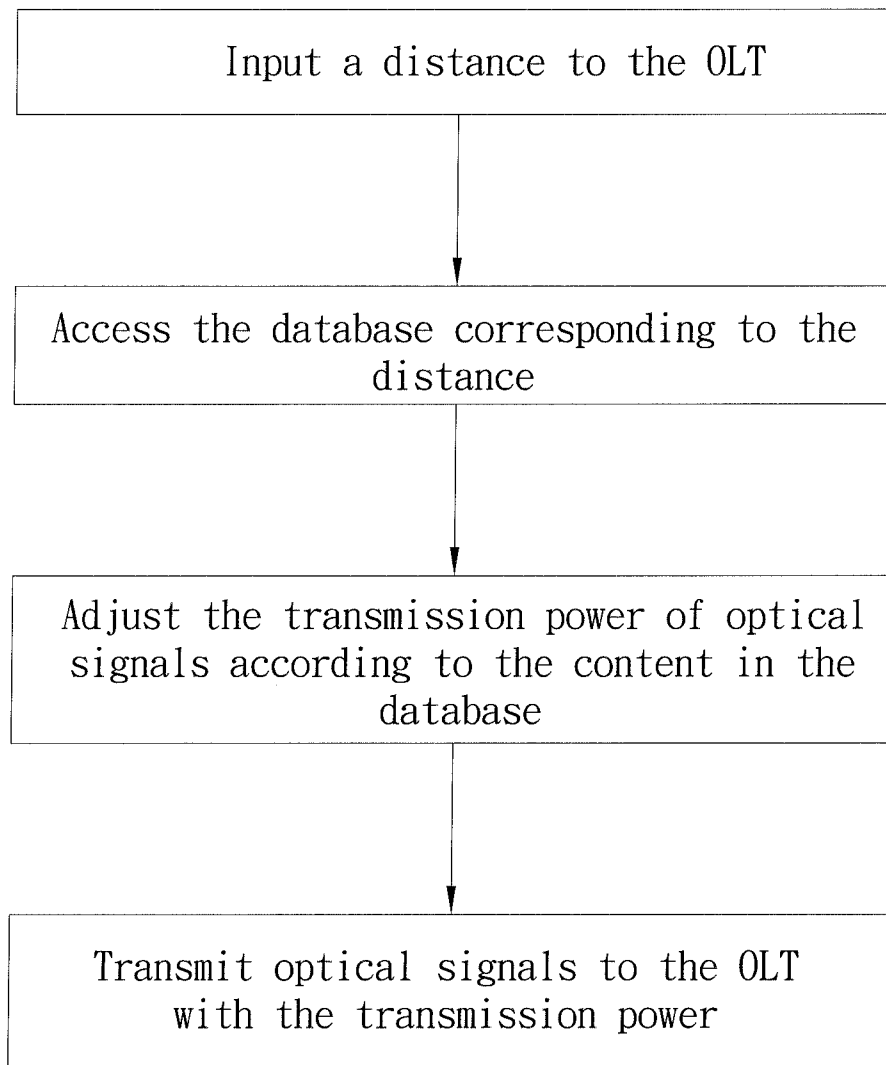 Input a distance to the OLT
Access the database corresponding to the
distance
Adjust the transmission power of optical
signals according to the content in the
database
Transmit optical signals to the OLT
with the transmission power